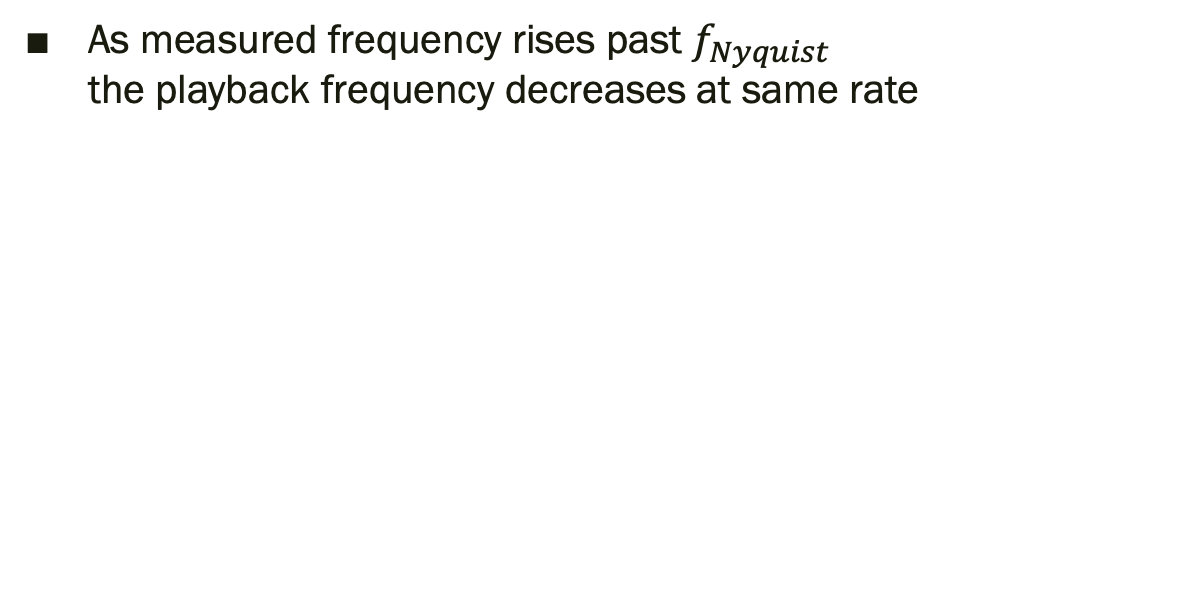 ■ As measured frequency rises past f_Nyquist
the playback frequency decreases at same rate